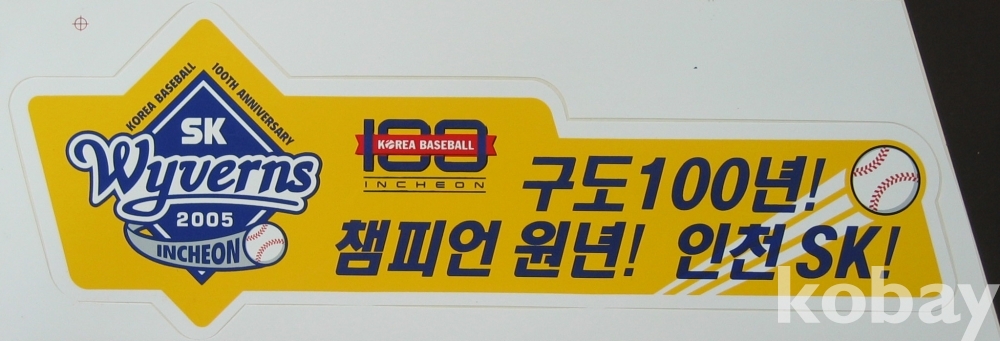 KOREA BASEBALL 100TH ANNIVERSARY
SK
Wyverns
2005
INCHEON
100
KOREA BASEBALL
INCHEON
구도100년!
챔피언 원년! 인천 SK!
kobay